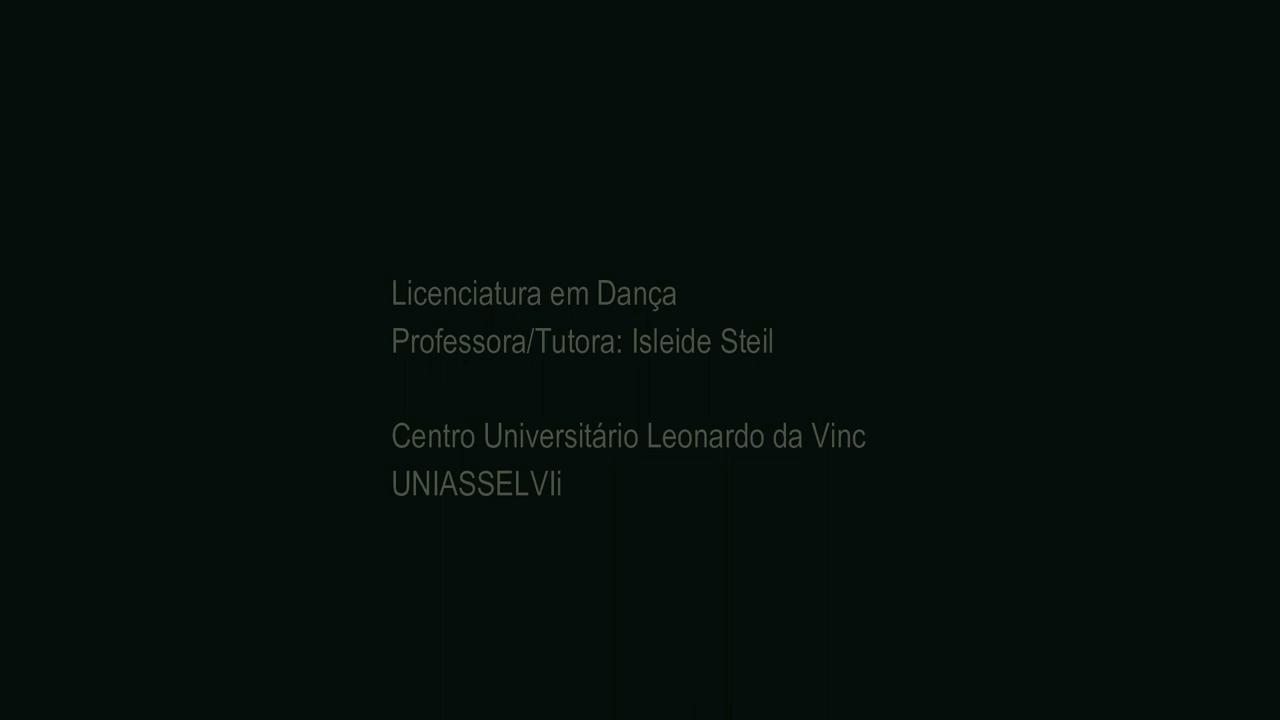 Licenciatura em Dança
Professora/Tutora: Isleide Steil
Centro Universitário Leonardo da Vinc
UNIASSELVIi